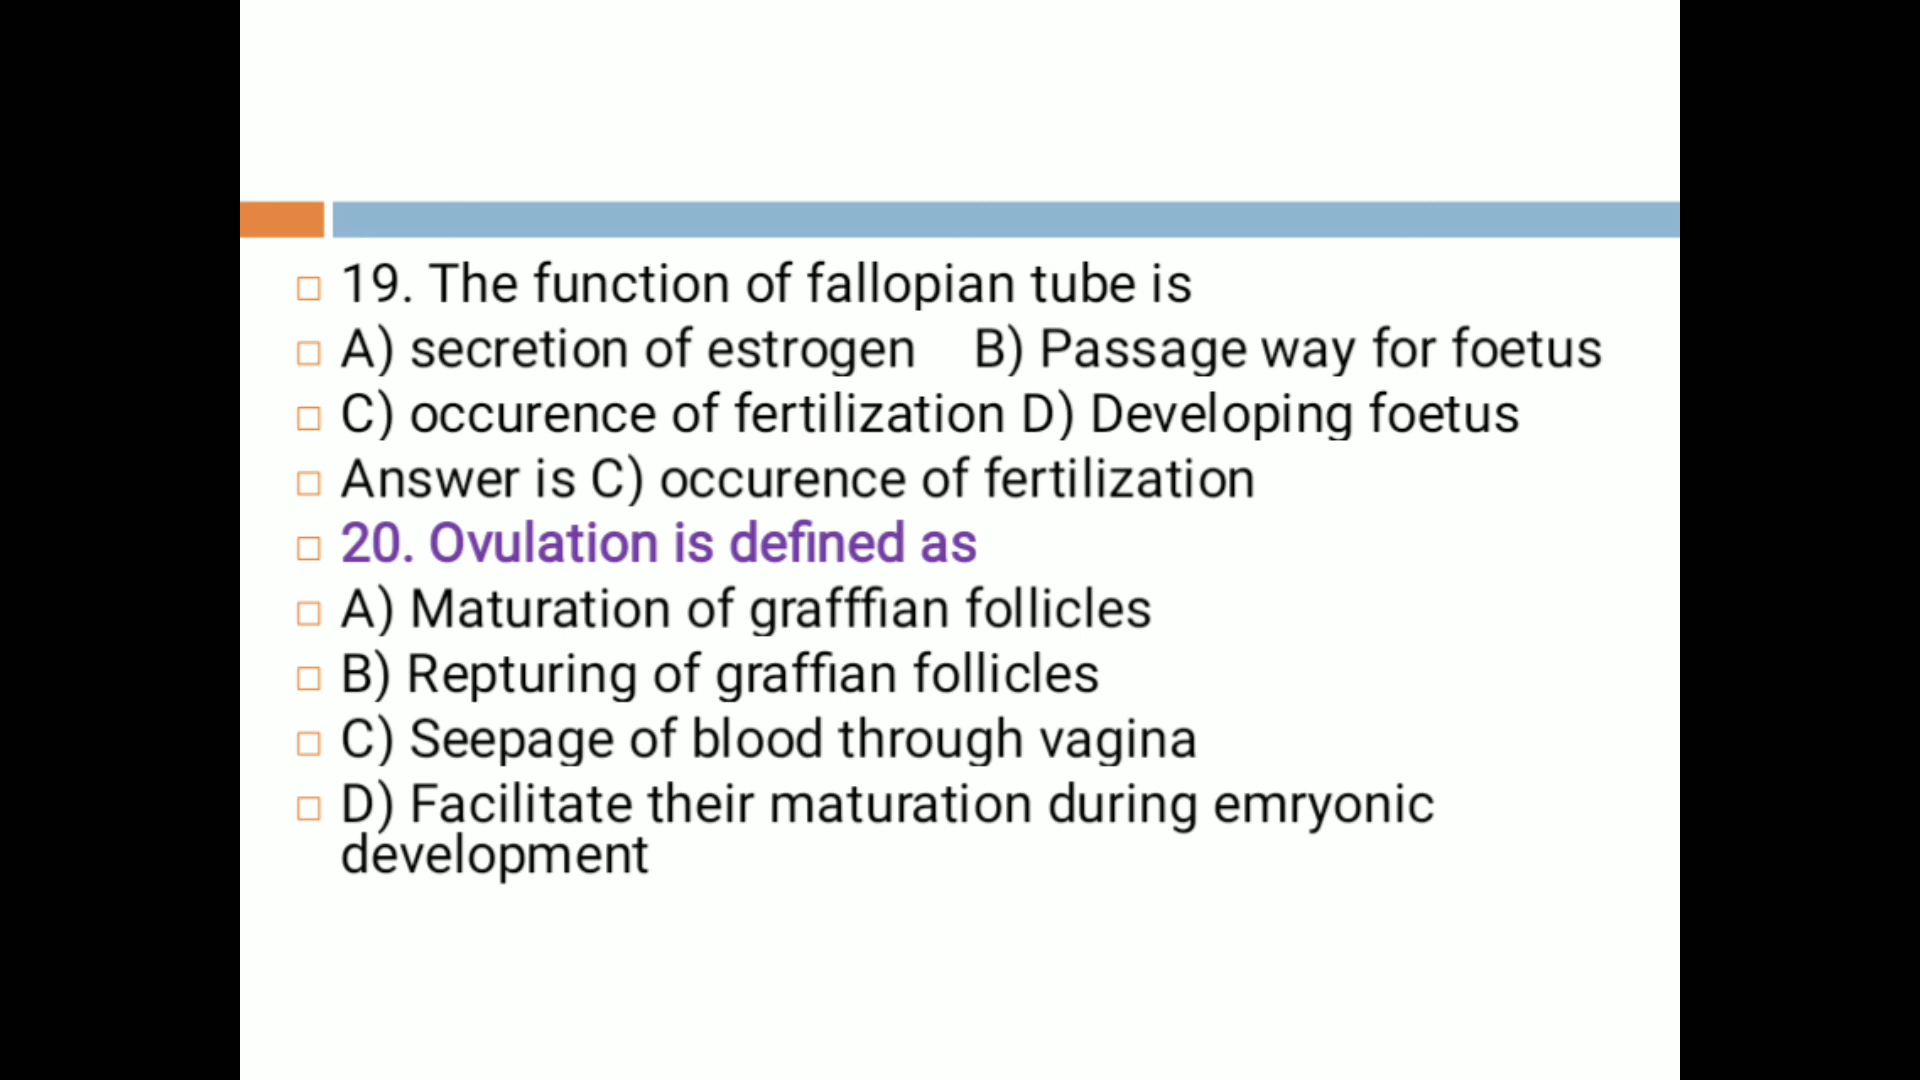 19. The function of fallopian tube is
A) secretion of estrogen B) Passage way for foetus
C) occurence of fertilization D) Developing foetus
Answer is C) occurence of fertilization
20. Ovulation is defined as
A) Maturation of grafffian follicles
B) Repturing of graffian follicles
C) Seepage of blood through vagina
D) Facilitate their maturation during emryonic
development